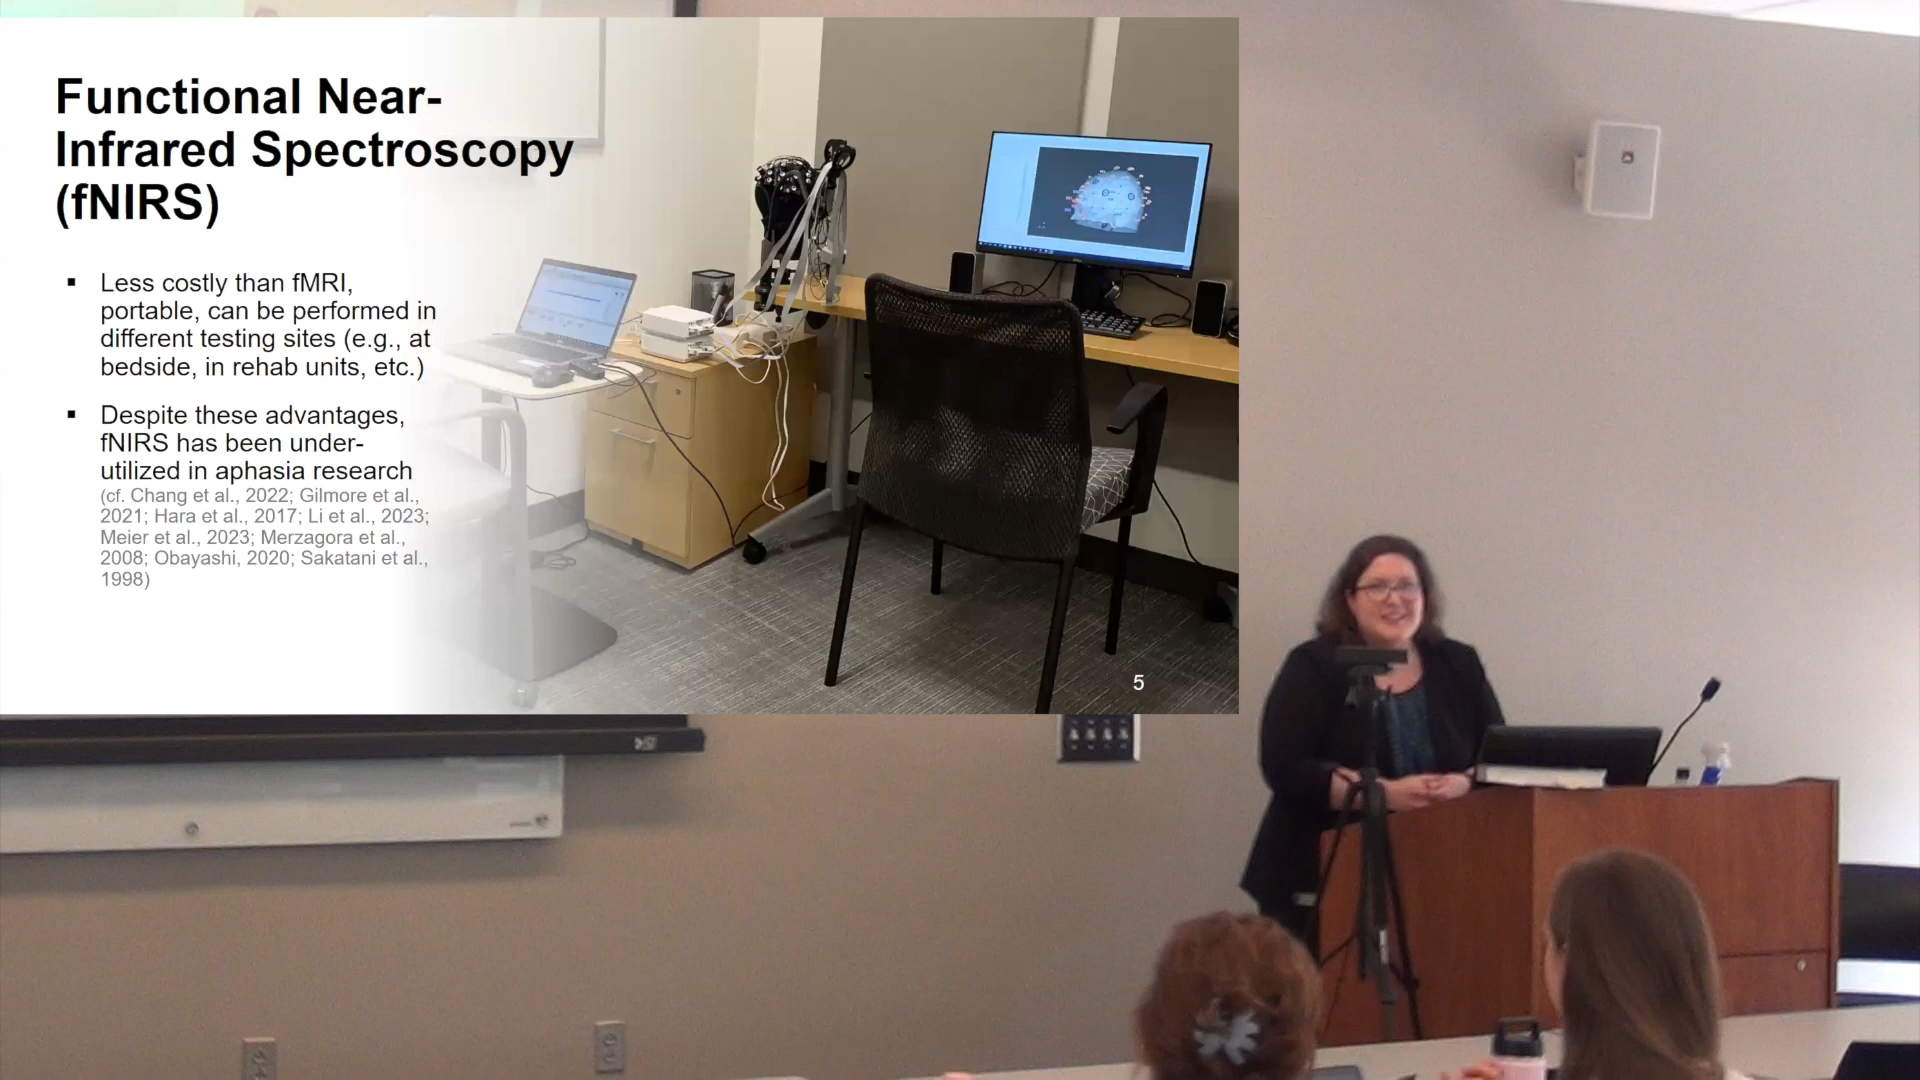 Functional Near-
Infrared Spectroscopy
(fNIRS)
▪ Less costly than fMRI,
portable, can be performed in
different testing sites (e.g., at
bedside, in rehab units, etc.)
▪ Despite these advantages,
fNIRS has been under-
utilized in aphasia research
(cf. Chang et al., 2022; Gilmore et al.,
2021; Hara et al., 2017; Li et al., 2023;
Meier et al., 2023; Merzagora et al.,
2008; Obayashi, 2020; Sakatani et al.,
1998)
5